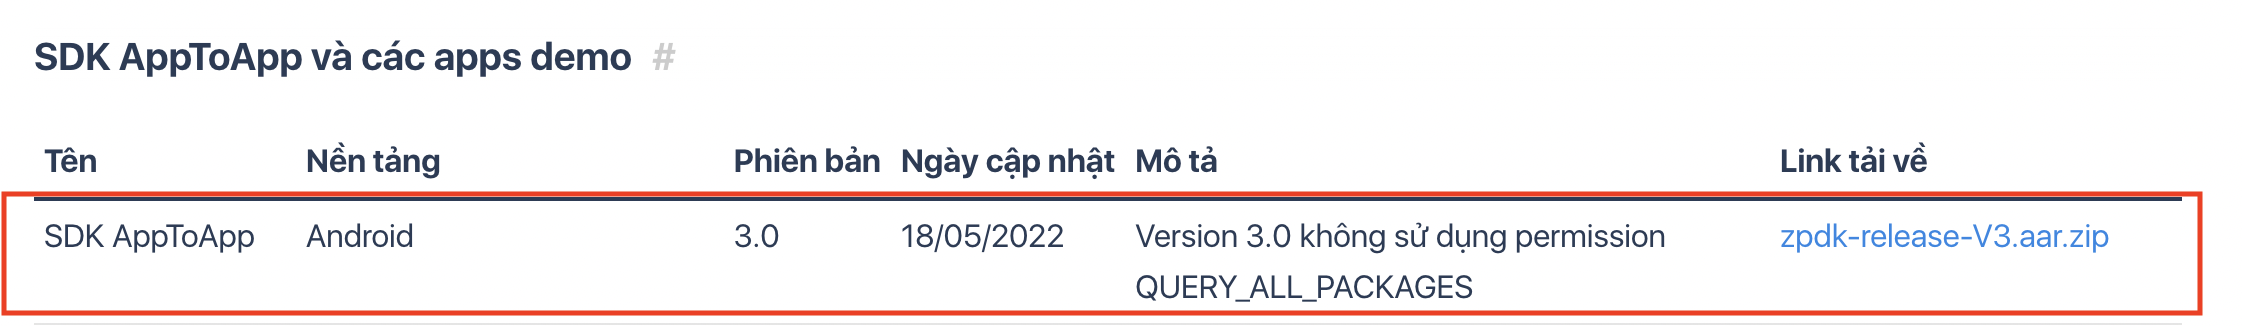 SDK AppToApp và các apps demo #
Tên Nền tảng Phiên bản Ngày cập nhật Mô tả Link tải về
SDK AppToApp Android 3.0 18/05/2022 Version 3.0 không sử dụng permission zpdk-release-V3.aar.zip
QUERY_ALL_PACKAGES